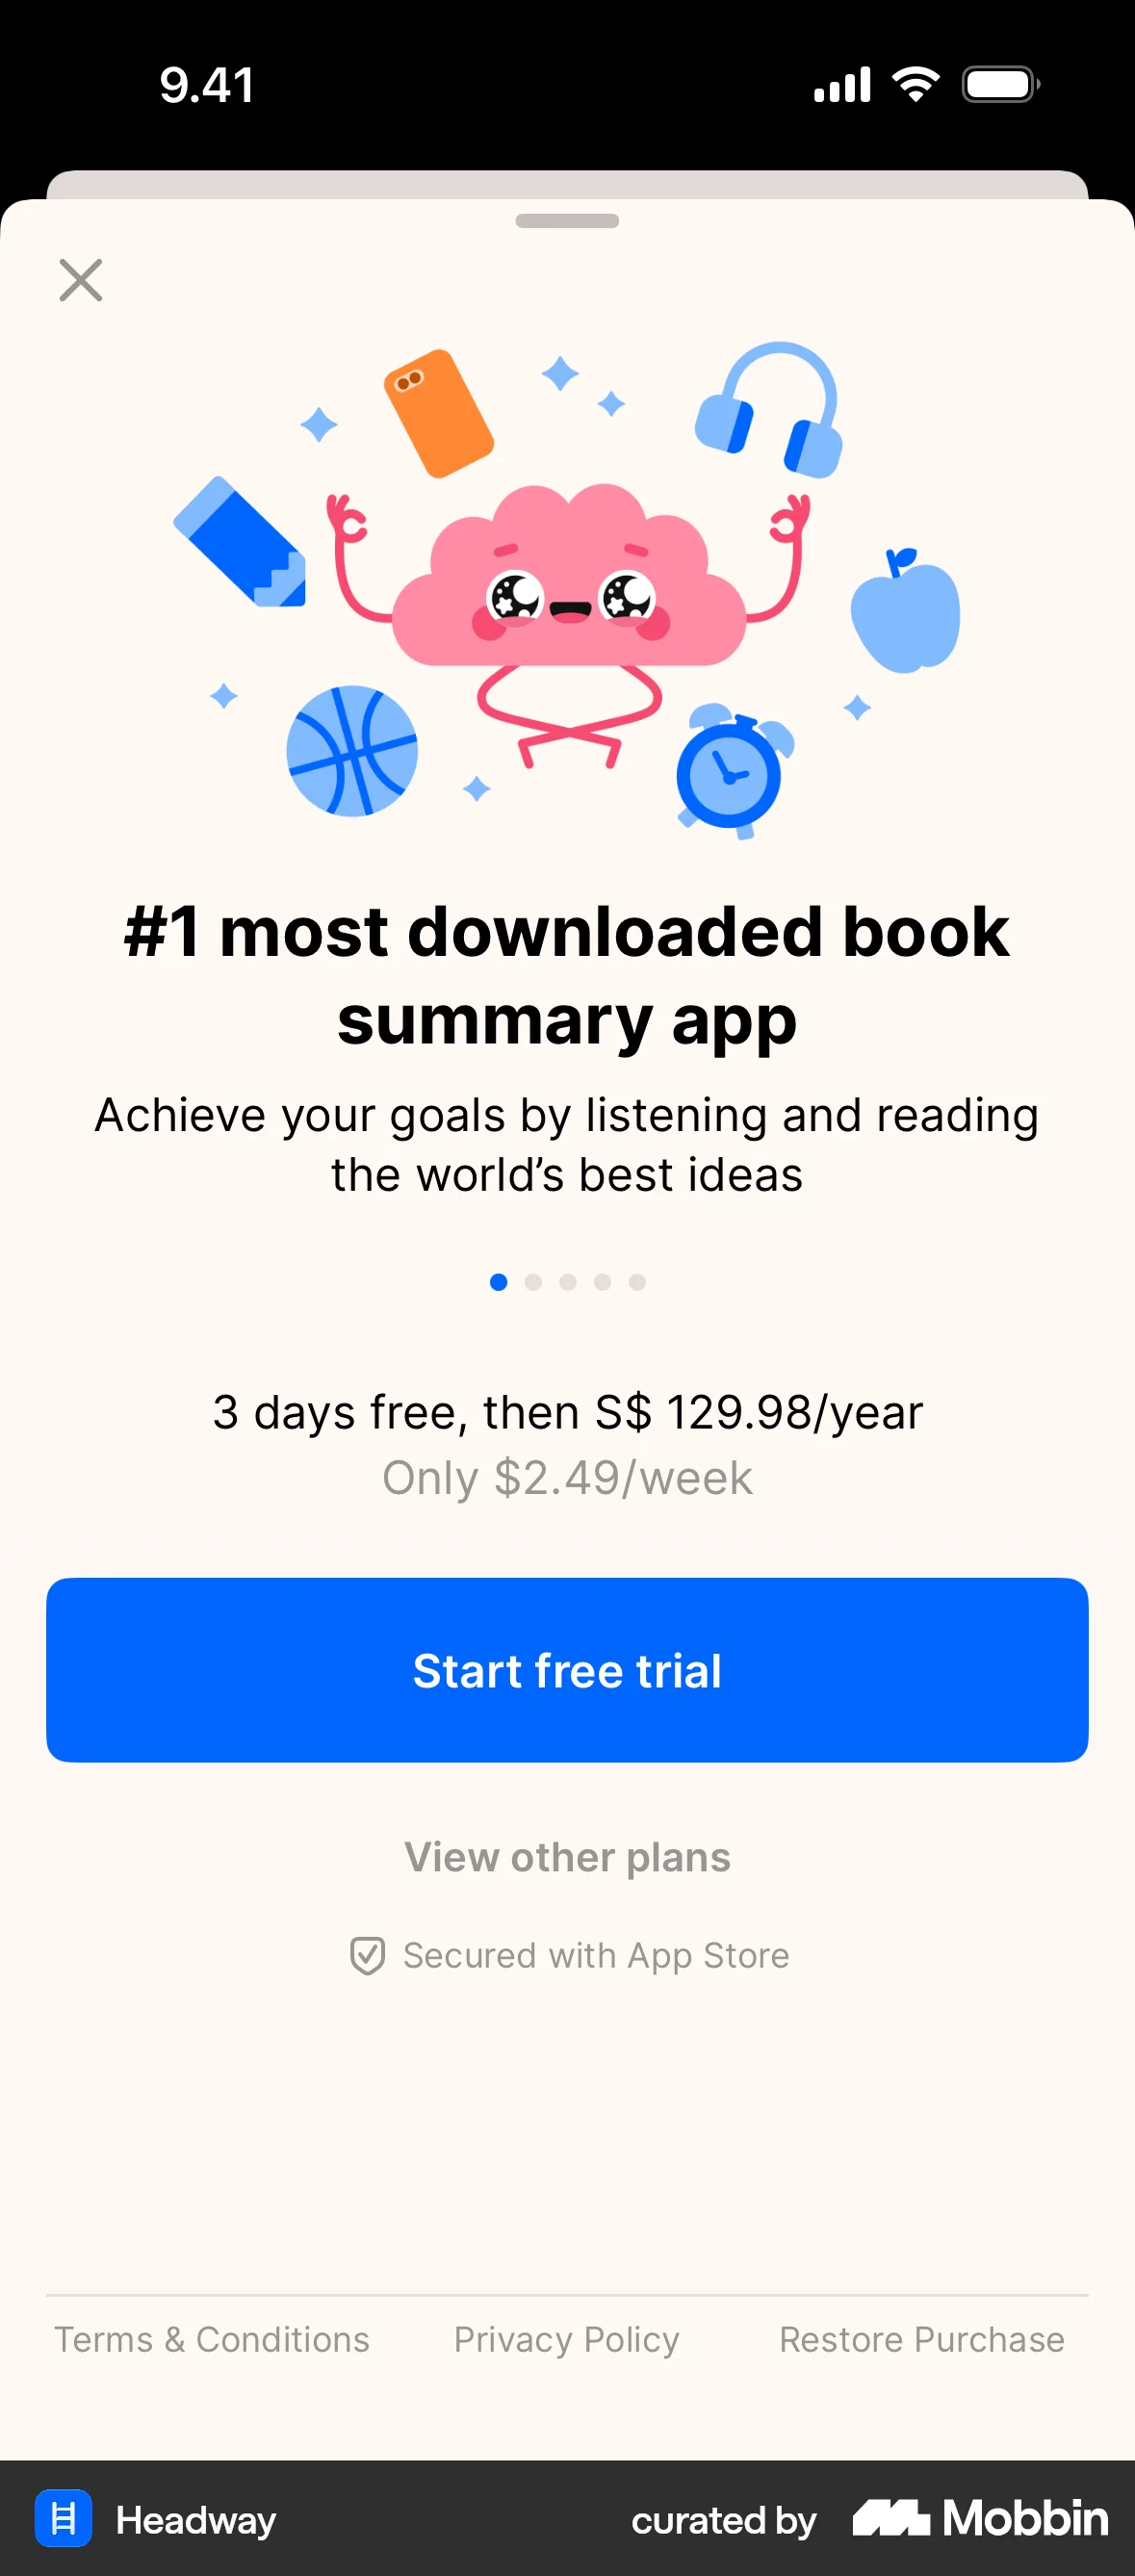 9.41
#1 most downloaded book
summary app
Achieve your goals by listening and reading
the world’s best ideas
3 days free, then S$ 129.98/year
Only $2.49/week
Start free trial
View other plans
Secured with App Store
Terms & Conditions Privacy Policy Restore Purchase
Headway curated by Mobbin